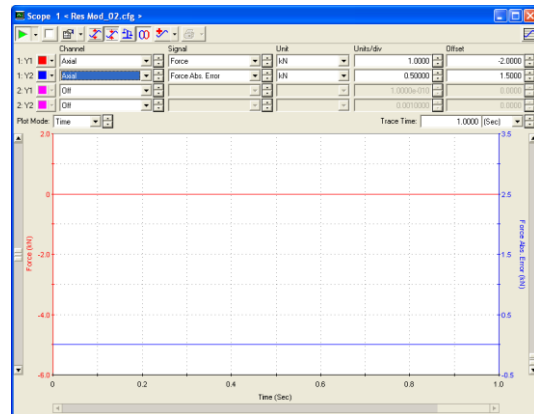 Scope 1 < Res Mod_02.cfg >
Channel Signal Unit Units/div Offset
1: Y1 Axial Force kN 1.0000 -2.0000
1: Y2 Axial Force Abs. Error kN 0.50000 1.5000
2: Y1 Off 1.0000e-010 0.0000
2: Y2 Off 0.0010000 0.0000
Plot Mode: Time Trace Time: 1.0000 (Sec)
2.0 3.5
0 2.5
-2.0 1.5
-4.0 0.5
-6.0 -0.5
Force (kN)
Force Abs. Error (kN)
0 0.2 0.4 0.6 0.8 1.0
Time (Sec)